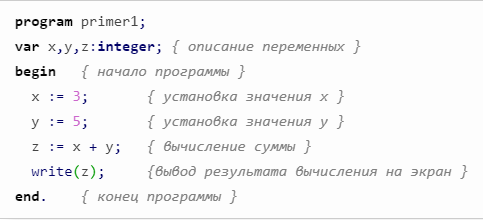 program primer1;
var x,y,z:integer; { описание переменных }
begin { начало программы }
x := 3; { установка значения x }
y := 5; { установка значения y }
z := x + y; { вычисление суммы }
write(z); {вывод результата вычисления на экран }
end. { конец программы }